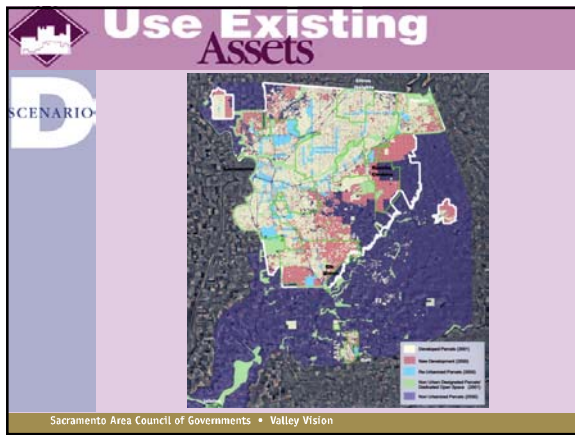 Use Existing
Assets
SCENARIO
D
Developed Parcels (2001)
New Development (2050)
Re-Urbanized Parcels (2050)
Non Urban Designated Parcels/
Dedicated Open Space (2001)
Non Urbanized Parcels (2050)
Sacramento Area Council of Governments • Valley Vision